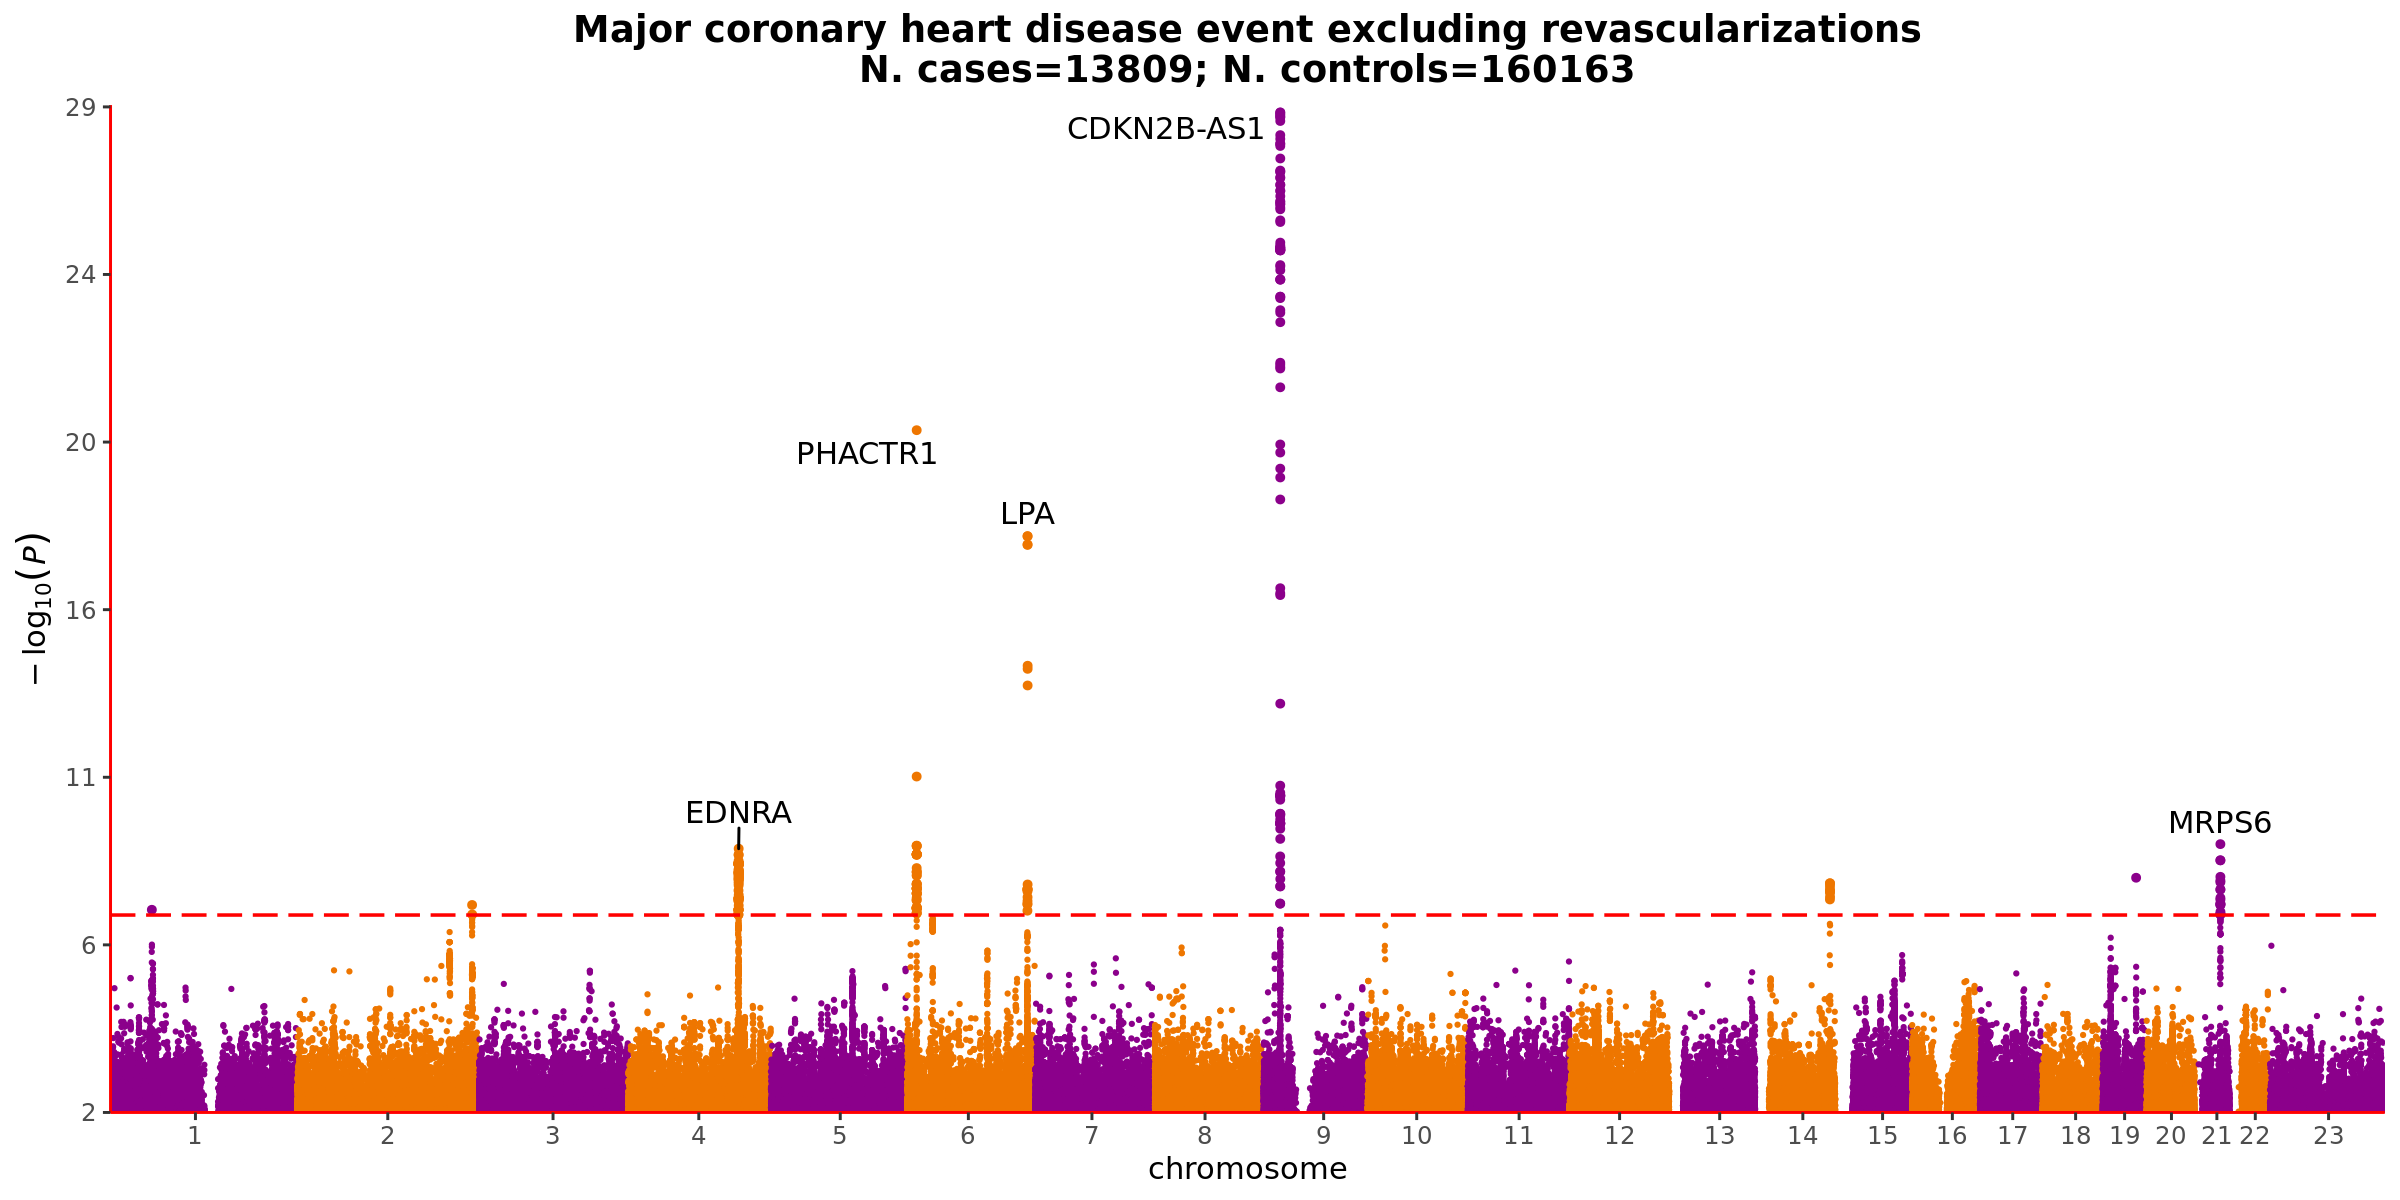 Major coronary heart disease event excluding revascularizations
N. cases=13809; N. controls=160163
29
CDKN2B-AS1
24
20
PHACTR1
LPA
16
11
EDNRA
MRPS6
6
2
−log10(P)
1 2 3 4 5 6 7 8 9 10 11 12 13 14 15 16 17 18 19 20 21 22 23
chromosome